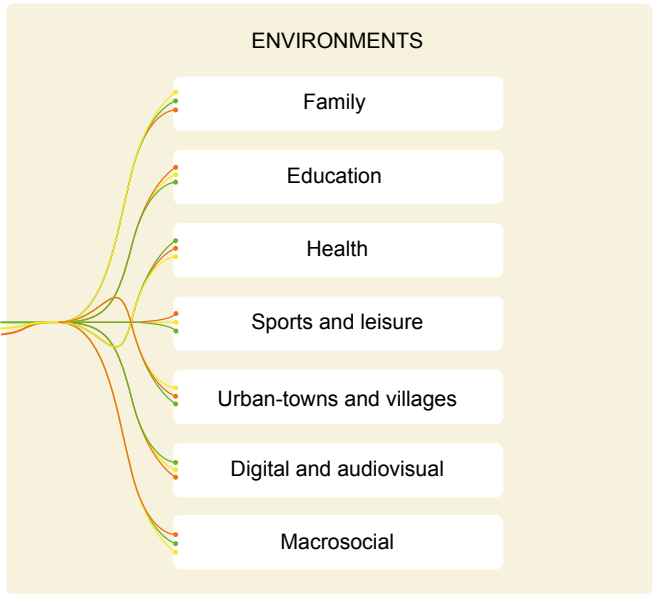 ENVIRONMENTS
Family
Education
Health
Sports and leisure
Urban-towns and villages
Digital and audiovisual
Macrosocial